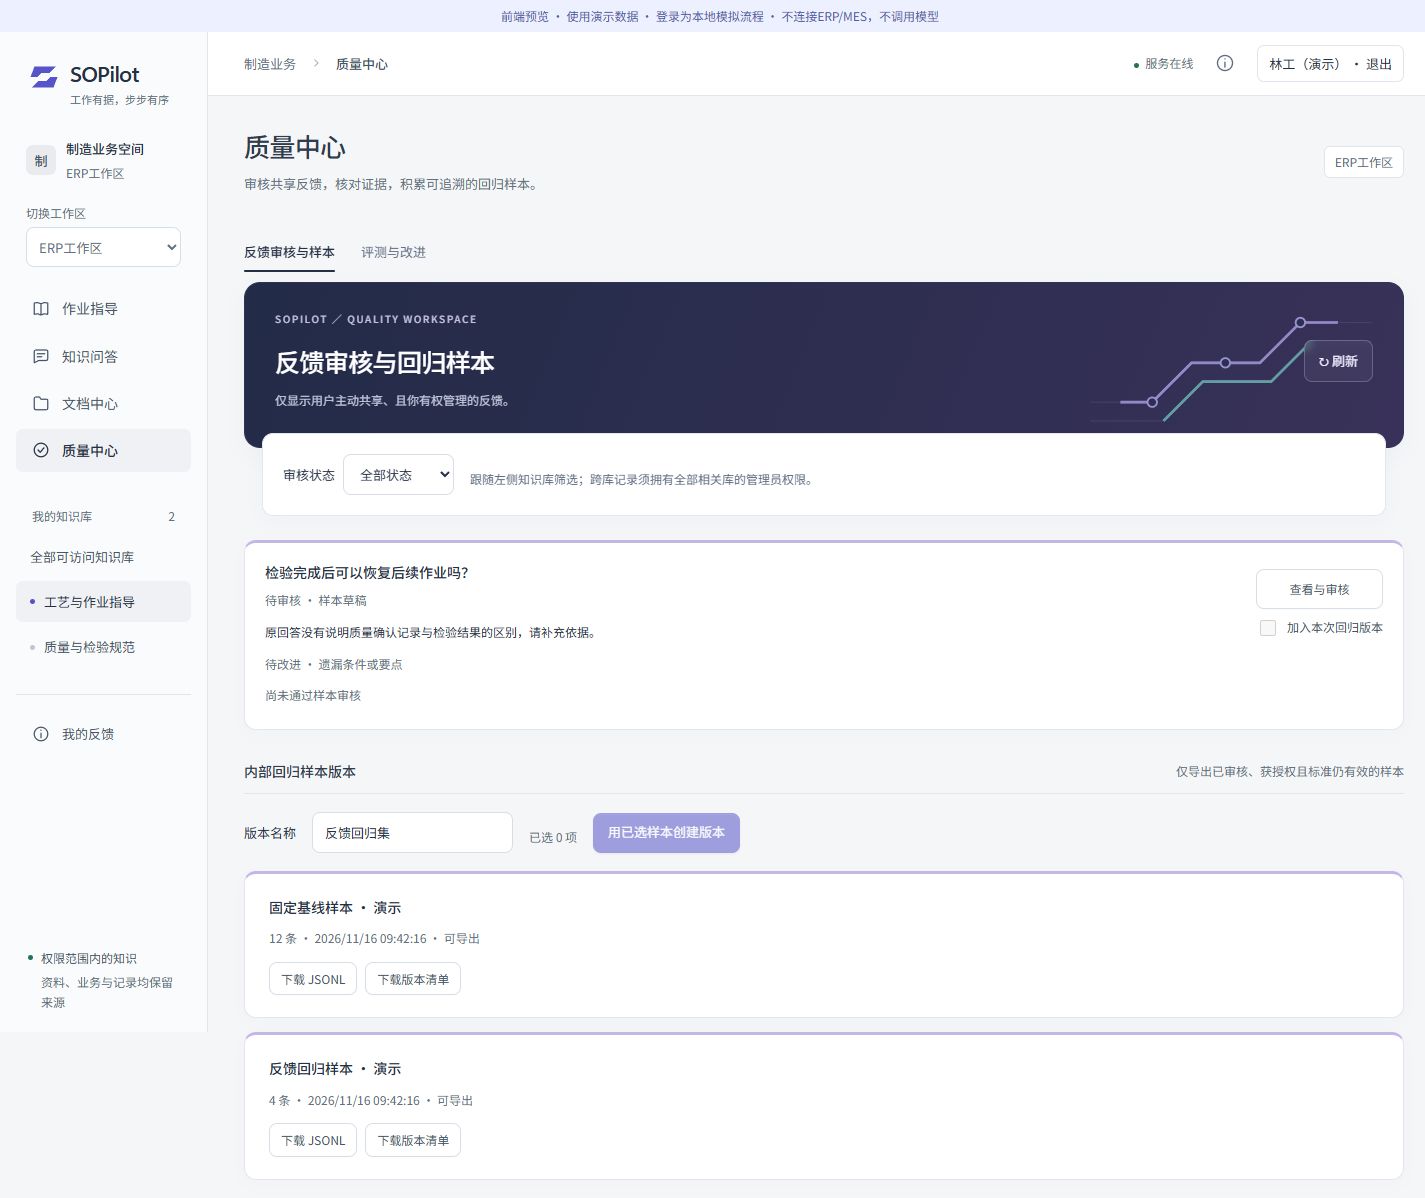 前端预览 · 使用演示数据 · 登录为本地模拟流程 · 不连接ERP/MES，不调用模型
SOPilot
工作有据，步步有序
制
制造业务空间
ERP工作区
切换工作区
ERP工作区
作业指导
知识问答
文档中心
质量中心
我的知识库 2
全部可访问知识库
工艺与作业指导
质量与检验规范
我的反馈
权限范围内的知识
资料、业务与记录均保留
来源
制造业务 > 质量中心
服务在线
林工（演示） · 退出
质量中心
审核共享反馈，核对证据，积累可追溯的回归样本。
ERP工作区
反馈审核与样本 评测与改进
SOPILOT ／ QUALITY WORKSPACE
反馈审核与回归样本
仅显示用户主动共享、且你有权管理的反馈。
↻ 刷新
审核状态 全部状态 跟随左侧知识库筛选；跨库记录须拥有全部相关库的管理员权限。
检验完成后可以恢复后续作业吗？
待审核 · 样本草稿
原回答没有说明质量确认记录与检验结果的区别，请补充依据。
待改进 · 遗漏条件或要点
尚未通过样本审核
查看与审核
加入本次回归版本
内部回归样本版本 仅导出已审核、获授权且标准仍有效的样本
版本名称 反馈回归集 已选 0 项 用已选样本创建版本
固定基线样本 · 演示
12 条 · 2026/11/16 09:42:16 · 可导出
下载 JSONL 下载版本清单
反馈回归样本 · 演示
4 条 · 2026/11/16 09:42:16 · 可导出
下载 JSONL 下载版本清单